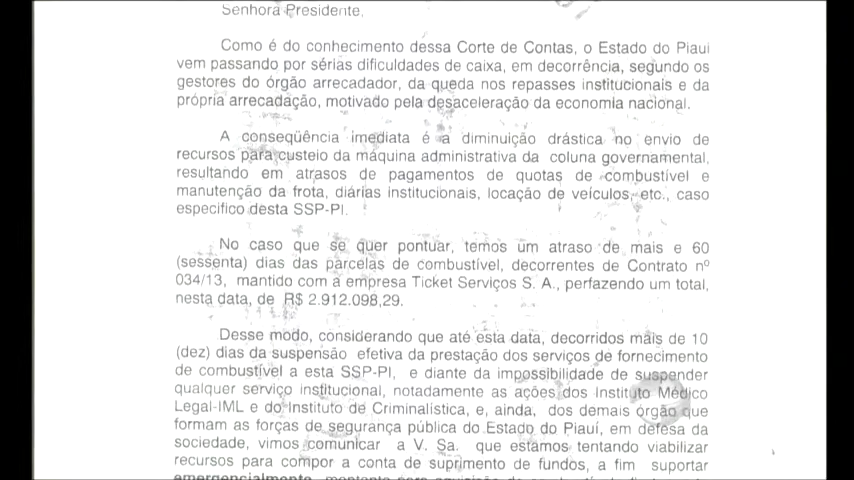 Senhora Presidente,
Como é do conhecimento dessa Corte de Contas, o Estado do Piauí
vem passando por sérias dificuldades de caixa, em decorrência, segundo os
gestores do órgão arrecadador, da queda nos repasses institucionais e da
própria arrecadação, motivado pela desaceleração da economia nacional.
A conseqüência imediata é a diminuição drástica no envio de
recursos para custeio da máquina administrativa da coluna governamental,
resultando em atrasos de pagamentos de quotas de combustível e
manutenção da frota, diárias institucionais, locação de veículos, etc., caso
especifico desta SSP-PI.
No caso que se quer pontuar, temos um atraso de mais e 60
(sessenta) dias das parcelas de combustível, decorrentes de Contrato nº
034/13, mantido com a empresa Ticket Serviços S. A., perfazendo um total,
nesta data, de R$ 2.912.098,29.
Desse modo, considerando que até esta data, decorridos mais de 10
(dez) dias da suspensão efetiva da prestação dos serviços de fornecimento
de combustível a esta SSP-PI, e diante da impossibilidade de suspender
qualquer serviço institucional, notadamente as ações dos Instituto Médico
Legal-IML e do Instituto de Criminalística, e, ainda, dos demais órgão que
formam as forças de segurança pública do Estado do Piauí, em defesa da
sociedade, vimos comunicar a V. Sa. que estamos tentando viabilizar
recursos para compor a conta de suprimento de fundos, a fim suportar
emergencialmente